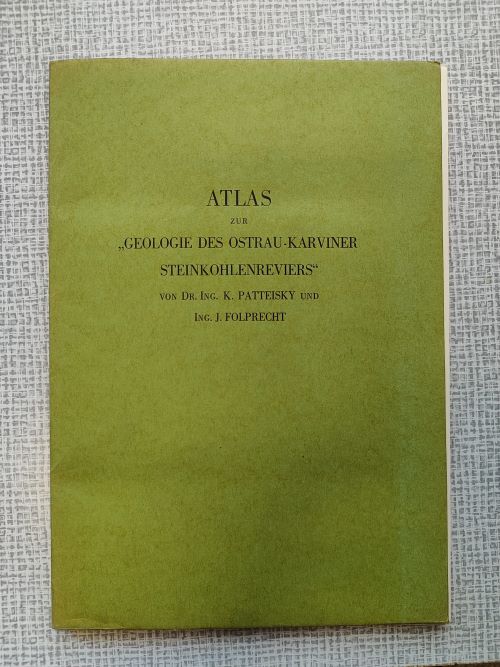 ATLAS
ZUR
„GEOLOGIE DES OSTRAU-KARVINER
STEINKOHLENREVIERS“
VON DR. ING. K. PATTEISKY UND
ING. J. FOLPRECHT